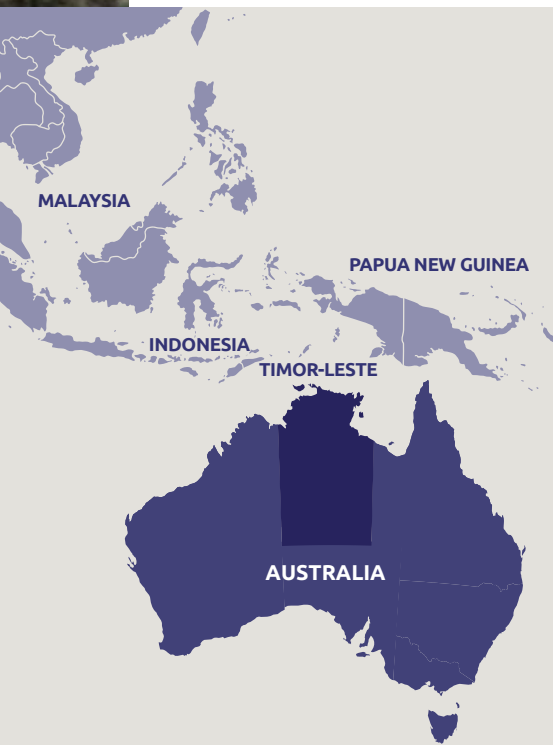 MALAYSIA
PAPUA NEW GUINEA
INDONESIA
TIMOR-LESTE
AUSTRALIA